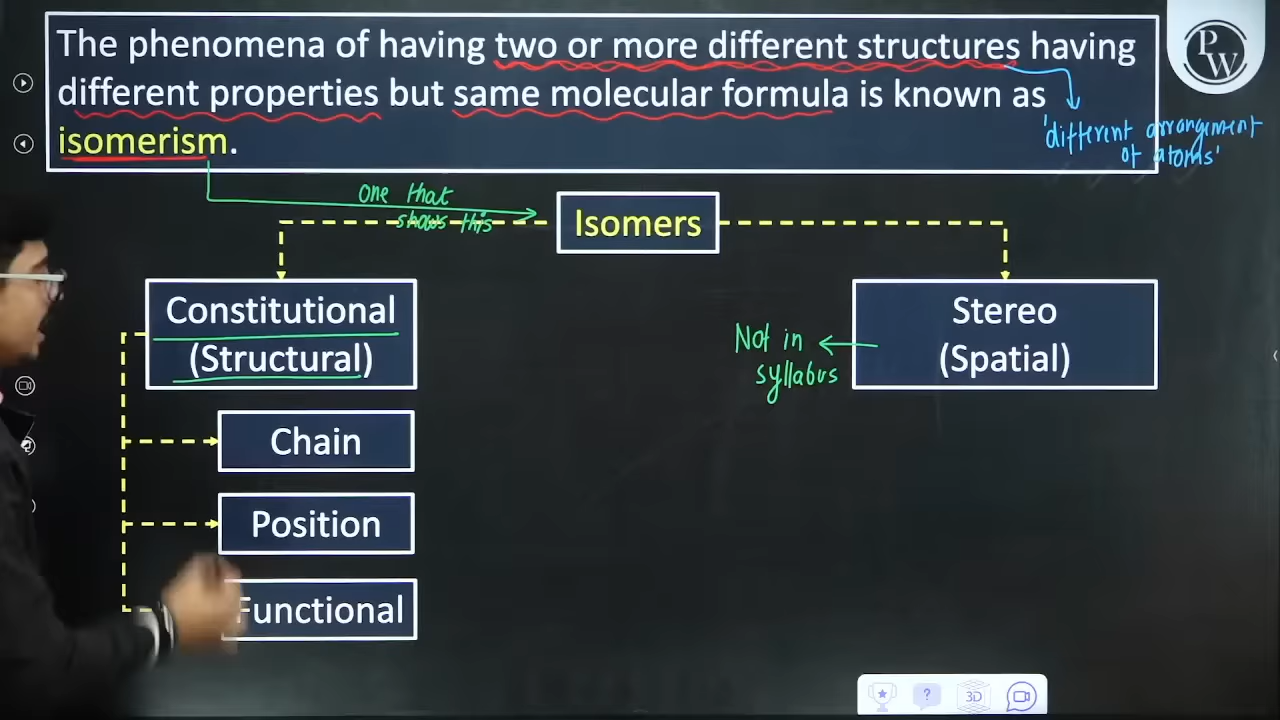 The phenomena of having two or more different structures having
different properties but same molecular formula is known as
isomerism.
PW
'different arrangement
of atoms'
one that
shows this
Isomers
Constitutional
(Structural)
Stereo
(Spatial)
Not in
syllabus
Chain
Position
Functional
?
3D